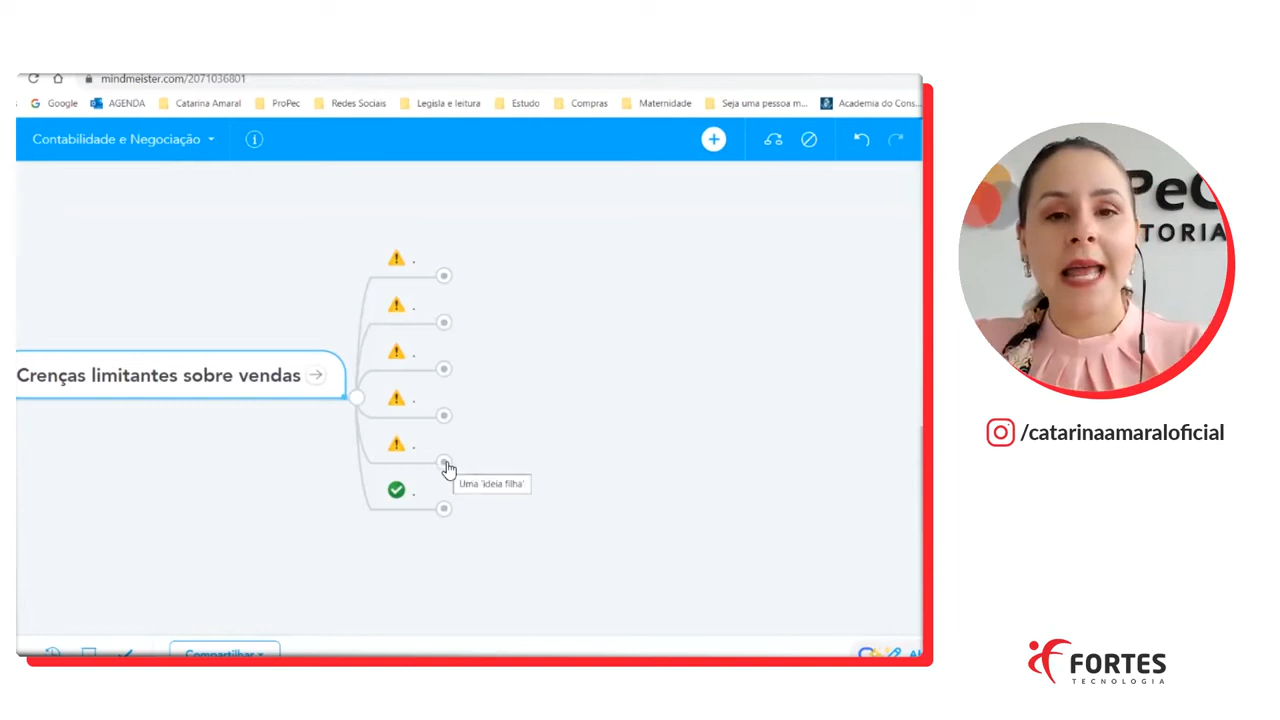 mindmeister.com/2071036801
Google AGENDA Catarina Amaral ProPec Redes Sociais Legisla e leitura Estudo Compras Maternidade Seja uma pessoa m... Academia do Cons...
Contabilidade e Negociação
PeC
TORIA
.
.
.
Crenças limitantes sobre vendas
.
.
Uma 'ideia filha'
.
/catarinaamaraloficial
Compartilhar
FORTES
TECNOLOGIA